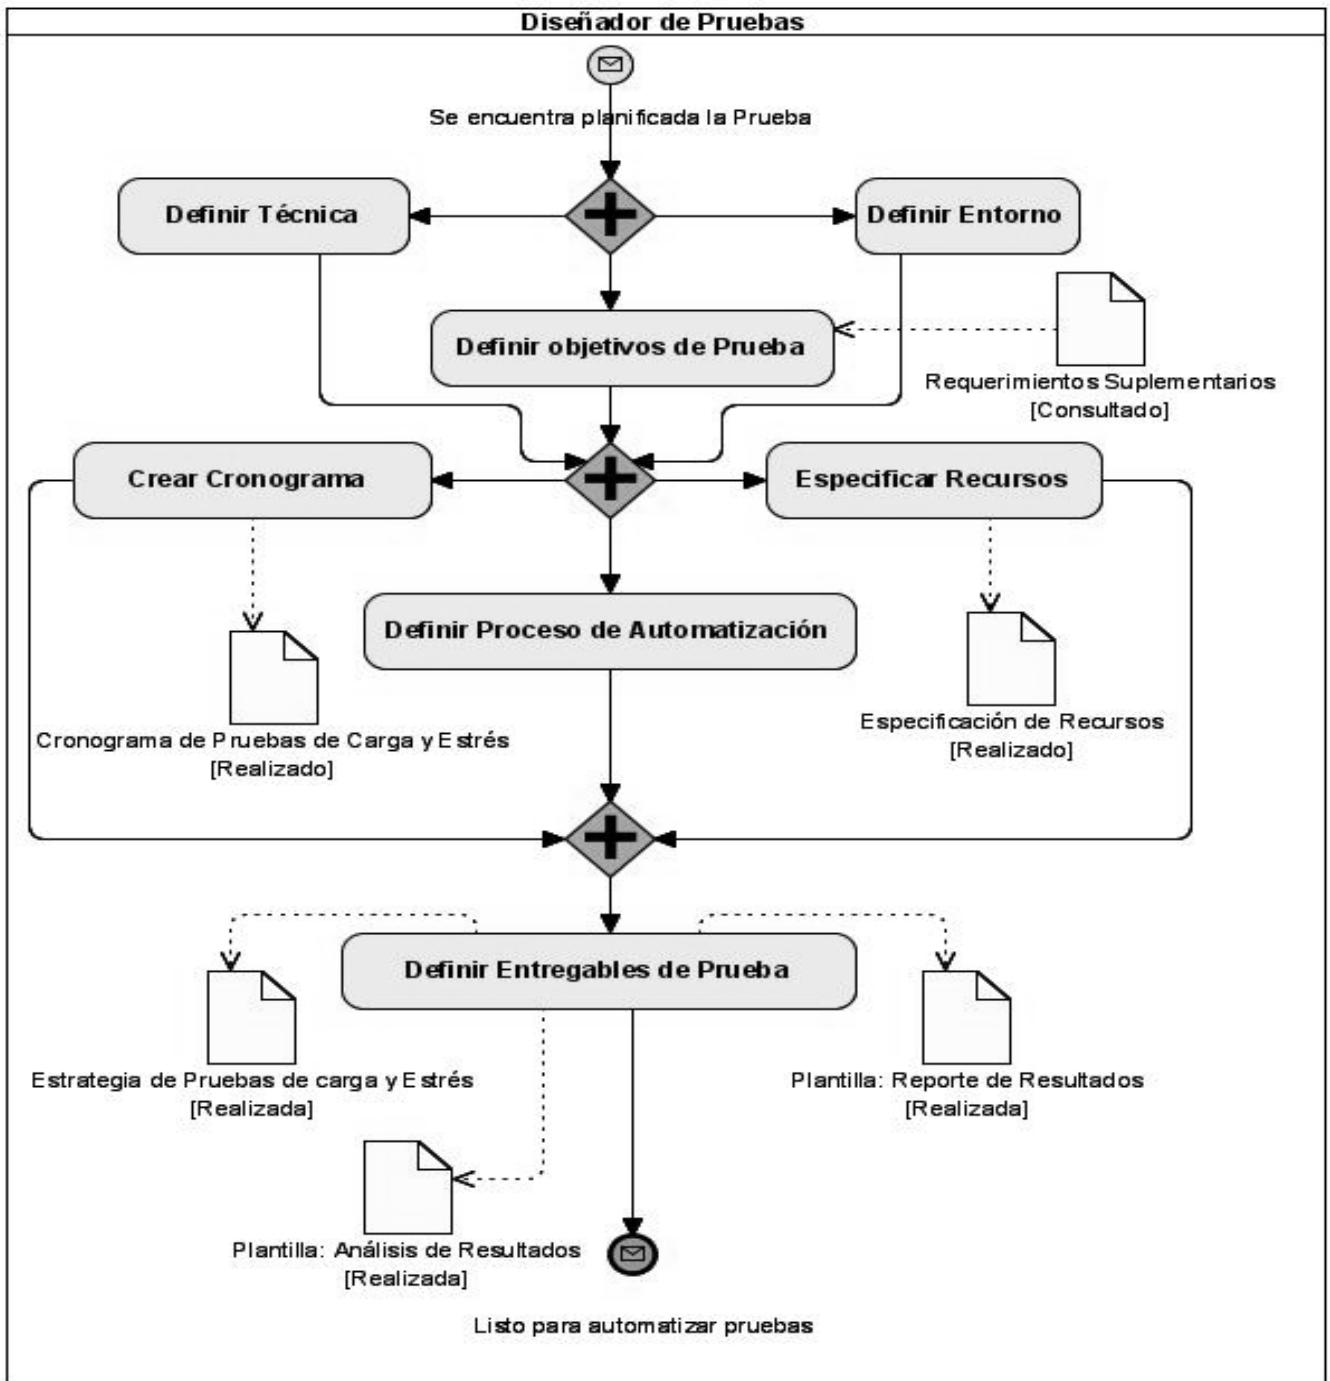 Diseñador de Pruebas
Se encuentra planificada la Prueba
Definir Técnica
Definir Entorno
Definir objetivos de Prueba
Requerimientos Suplementarios
[Consultado]
Crear Cronograma
Especificar Recursos
Definir Proceso de Automatización
Cronograma de Pruebas de Carga y Estrés
[Realizado]
Especificación de Recursos
[Realizado]
Definir Entregables de Prueba
Estrategia de Pruebas de carga y Estrés
[Realizada]
Plantilla: Reporte de Resultados
[Realizada]
Plantilla: Análisis de Resultados
[Realizada]
Listo para automatizar pruebas